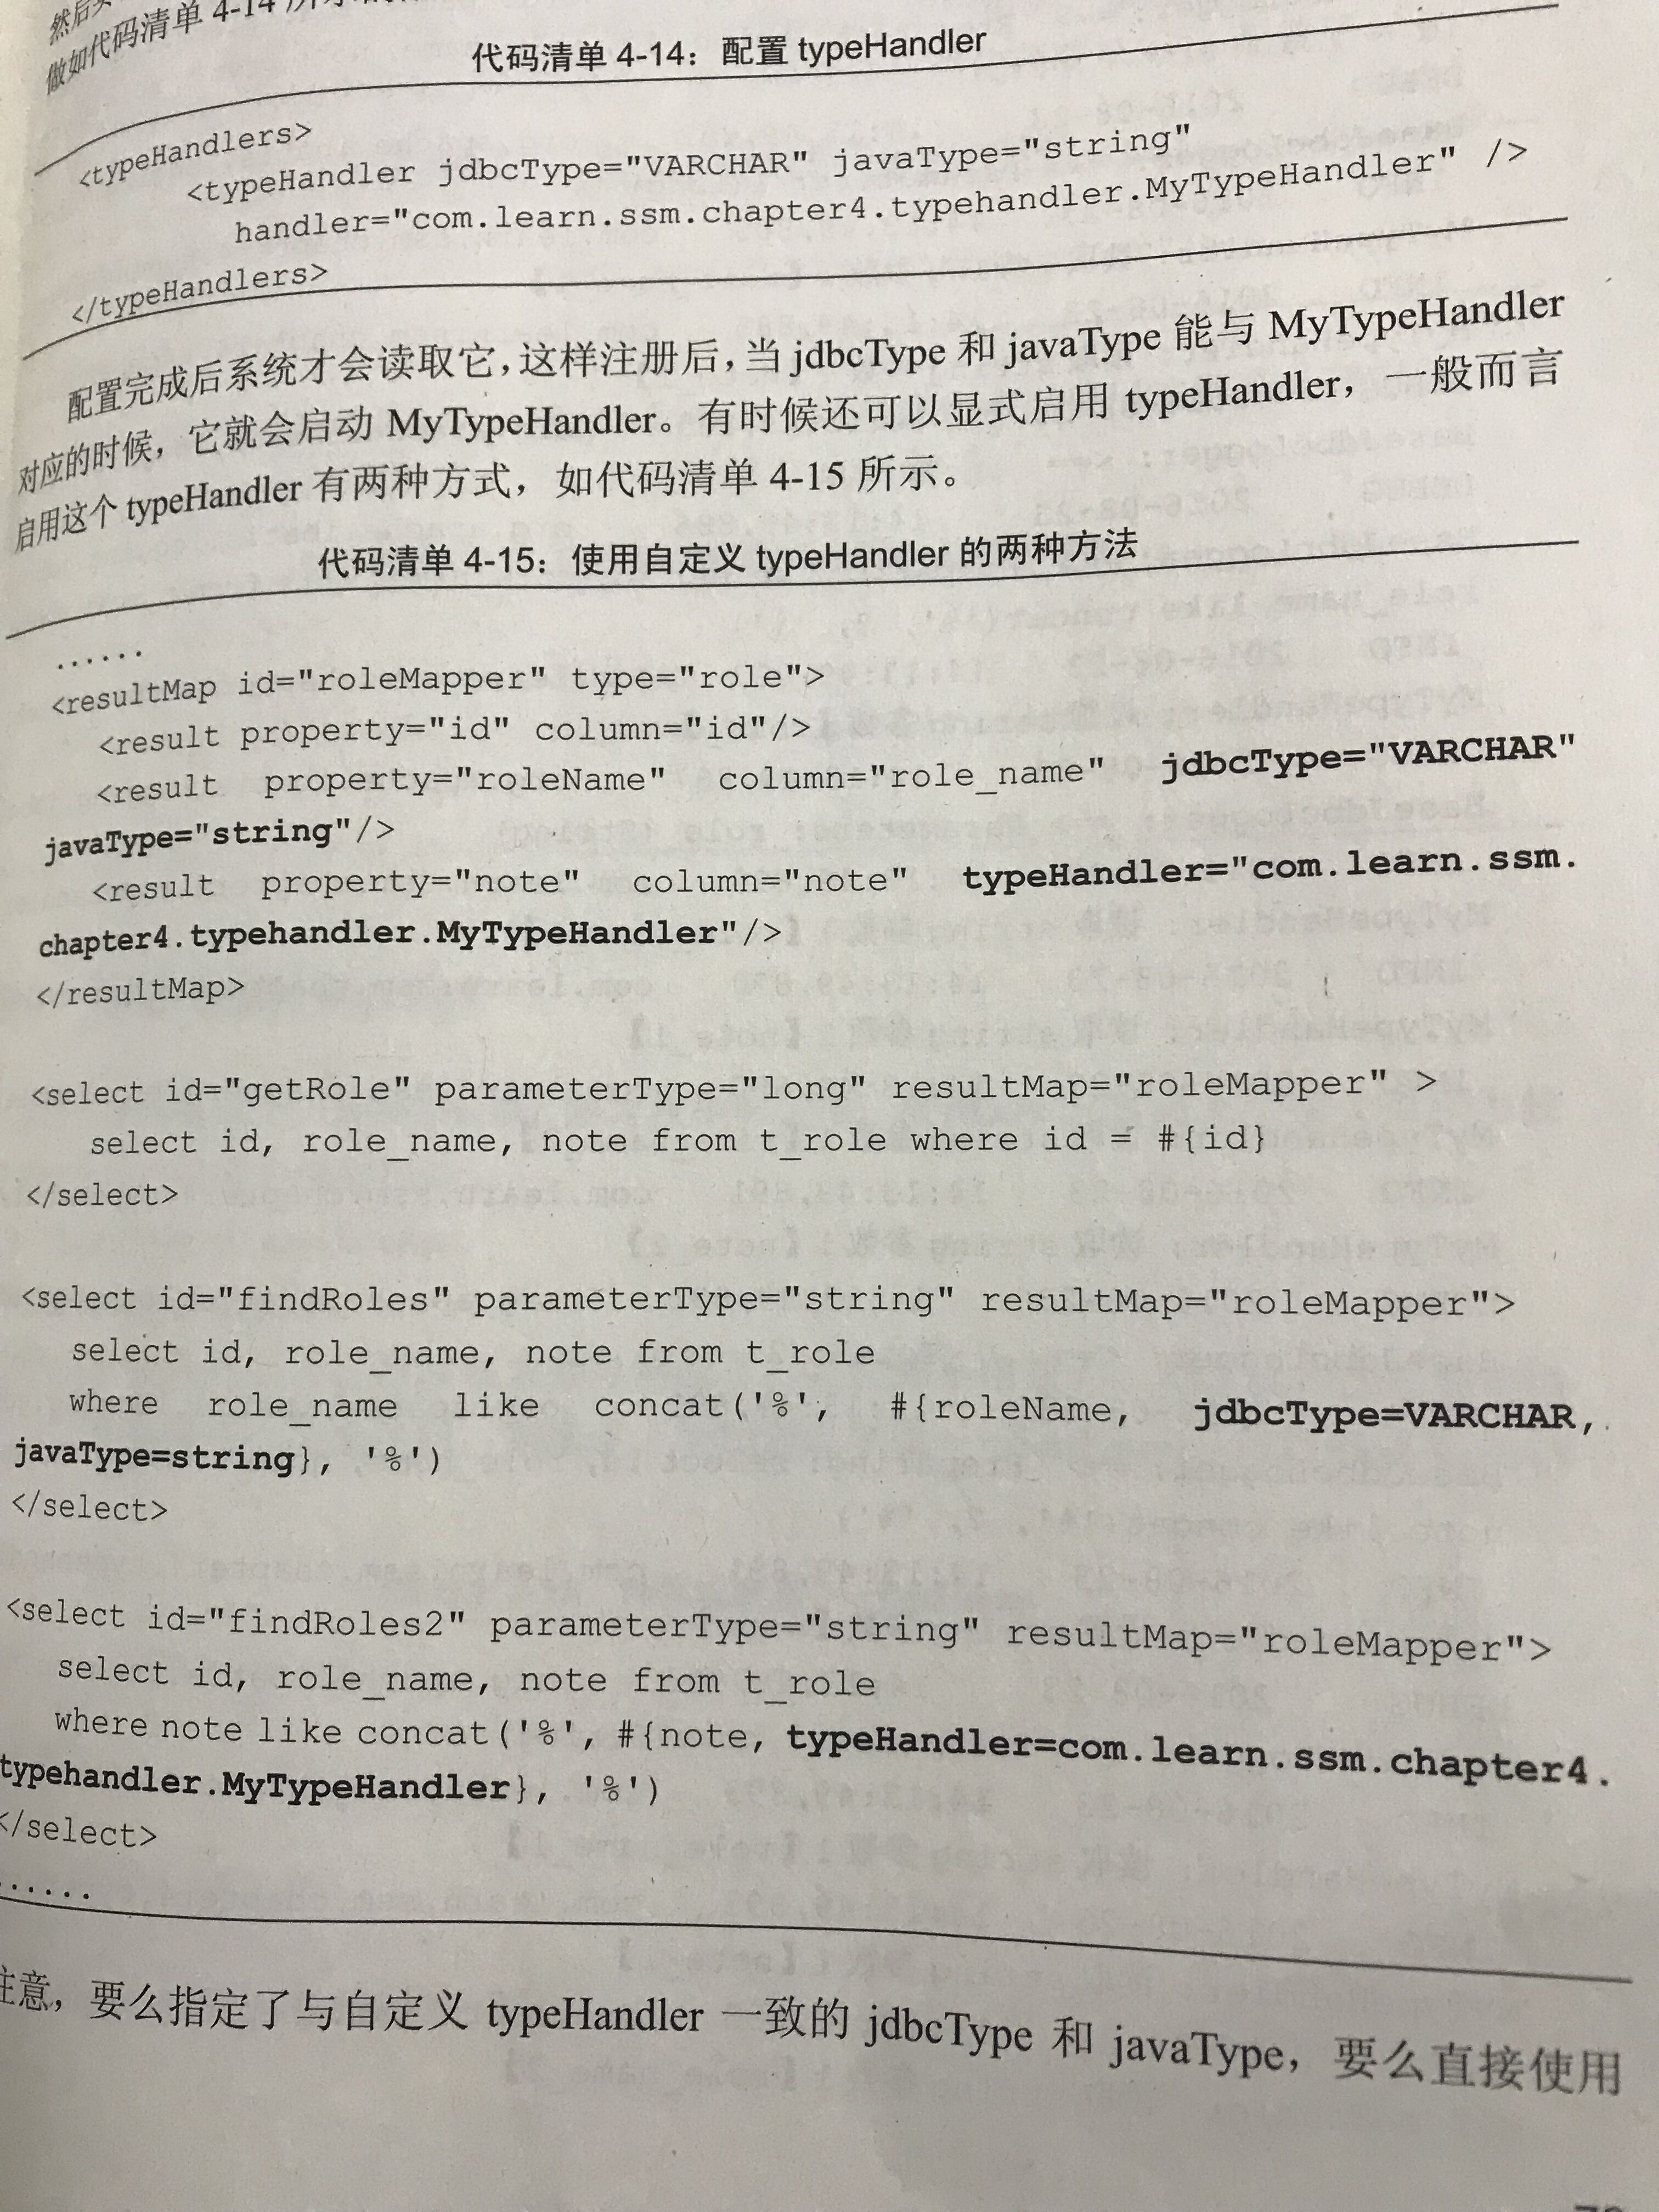 做如代码清单 4-14
代码清单 4-14：配置 typeHandler
<typeHandlers>
<typeHandler jdbcType="VARCHAR" javaType="string"
handler="com.learn.ssm.chapter4.typehandler.MyTypeHandler" />
</typeHandlers>
配置完成后系统才会读取它，这样注册后，当 jdbcType 和 javaType 能与 MyTypeHandler
对应的时候，它就会启动 MyTypeHandler。有时候还可以显式启用 typeHandler，一般而言
启用这个 typeHandler 有两种方式，如代码清单 4-15 所示。
代码清单 4-15：使用自定义 typeHandler 的两种方法
......
<resultMap id="roleMapper" type="role">
<result property="id" column="id"/>
<result property="roleName" column="role_name" jdbcType="VARCHAR"
javaType="string"/>
<result property="note" column="note" typeHandler="com.learn.ssm.
chapter4.typehandler.MyTypeHandler"/>
</resultMap>
<select id="getRole" parameterType="long" resultMap="roleMapper" >
select id, role_name, note from t_role where id = #{id}
</select>
<select id="findRoles" parameterType="string" resultMap="roleMapper">
select id, role_name, note from t_role
where role_name like concat('%', #{roleName, jdbcType=VARCHAR,
javaType=string}, '%')
</select>
<select id="findRoles2" parameterType="string" resultMap="roleMapper">
select id, role_name, note from t_role
where note like concat('%', #{note, typeHandler=com.learn.ssm.chapter4.
typehandler.MyTypeHandler}, '%')
</select>
......
注意，要么指定了与自定义 typeHandler 一致的 jdbcType 和 javaType，要么直接使用